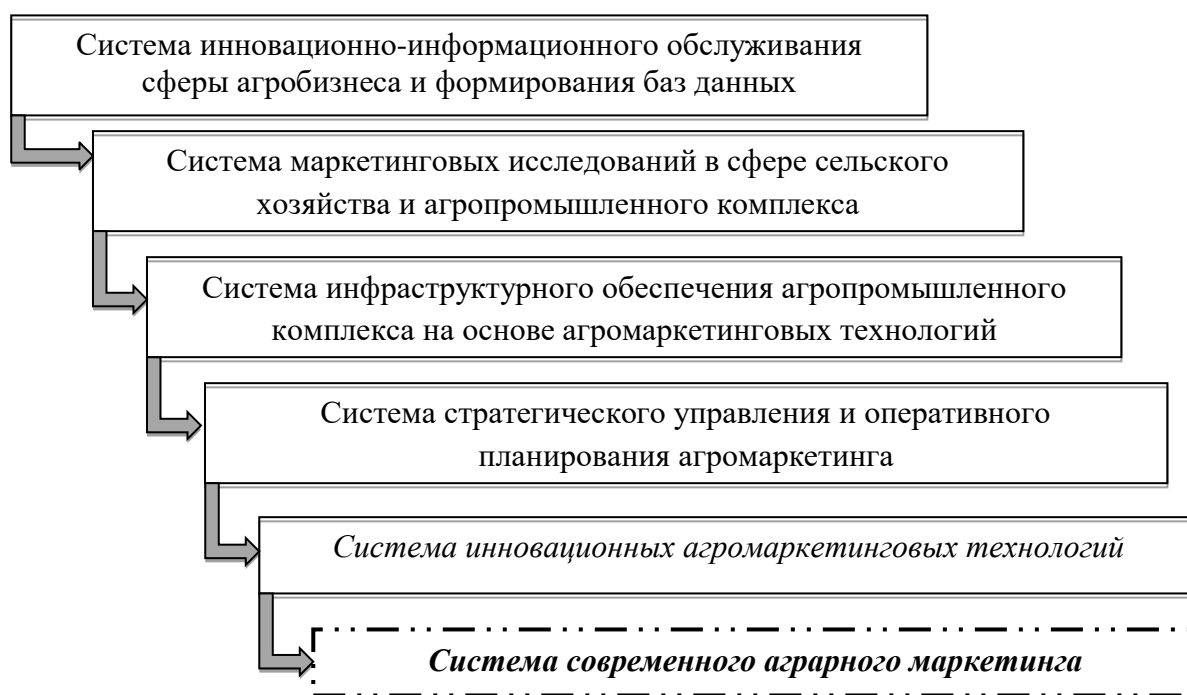 Система инновационно-информационного обслуживания
сферы агробизнеса и формирования баз данных
Система маркетинговых исследований в сфере сельского
хозяйства и агропромышленного комплекса
Система инфраструктурного обеспечения агропромышленного
комплекса на основе агромаркетинговых технологий
Система стратегического управления и оперативного
планирования агромаркетинга
Система инновационных агромаркетинговых технологий
Система современного аграрного маркетинга